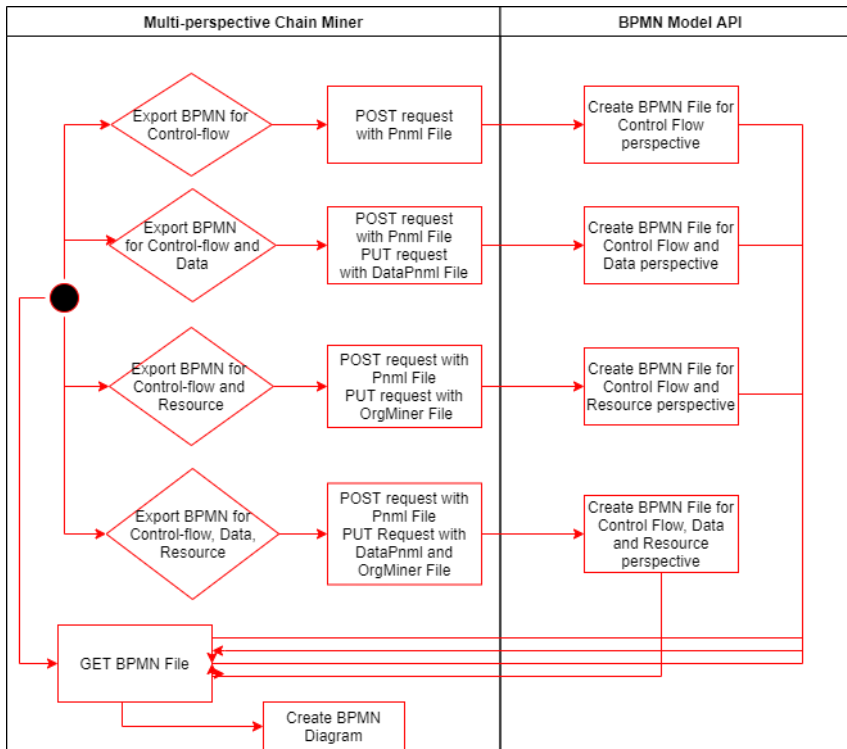 Multi-perspective Chain Miner
BPMN Model API
Export BPMN for
Control-flow
POST request
with Pnml File
Create BPMN File for
Control Flow
perspective
Export BPMN
for Control-flow and
Data
POST request
with Pnml File
PUT request
with DataPnml File
Create BPMN File for
Control Flow and
Data perspective
Export BPMN for
Control-flow and
Resource
POST request with
Pnml File
PUT request with
OrgMiner File
Create BPMN File for
Control Flow and
Resource perspective
Export BPMN for
Control-flow, Data,
Resource
POST request with
Pnml File
PUT Request with
DataPnml and
OrgMiner File
Create BPMN File for
Control Flow, Data
and Resource
perspective
GET BPMN File
Create BPMN
Diagram